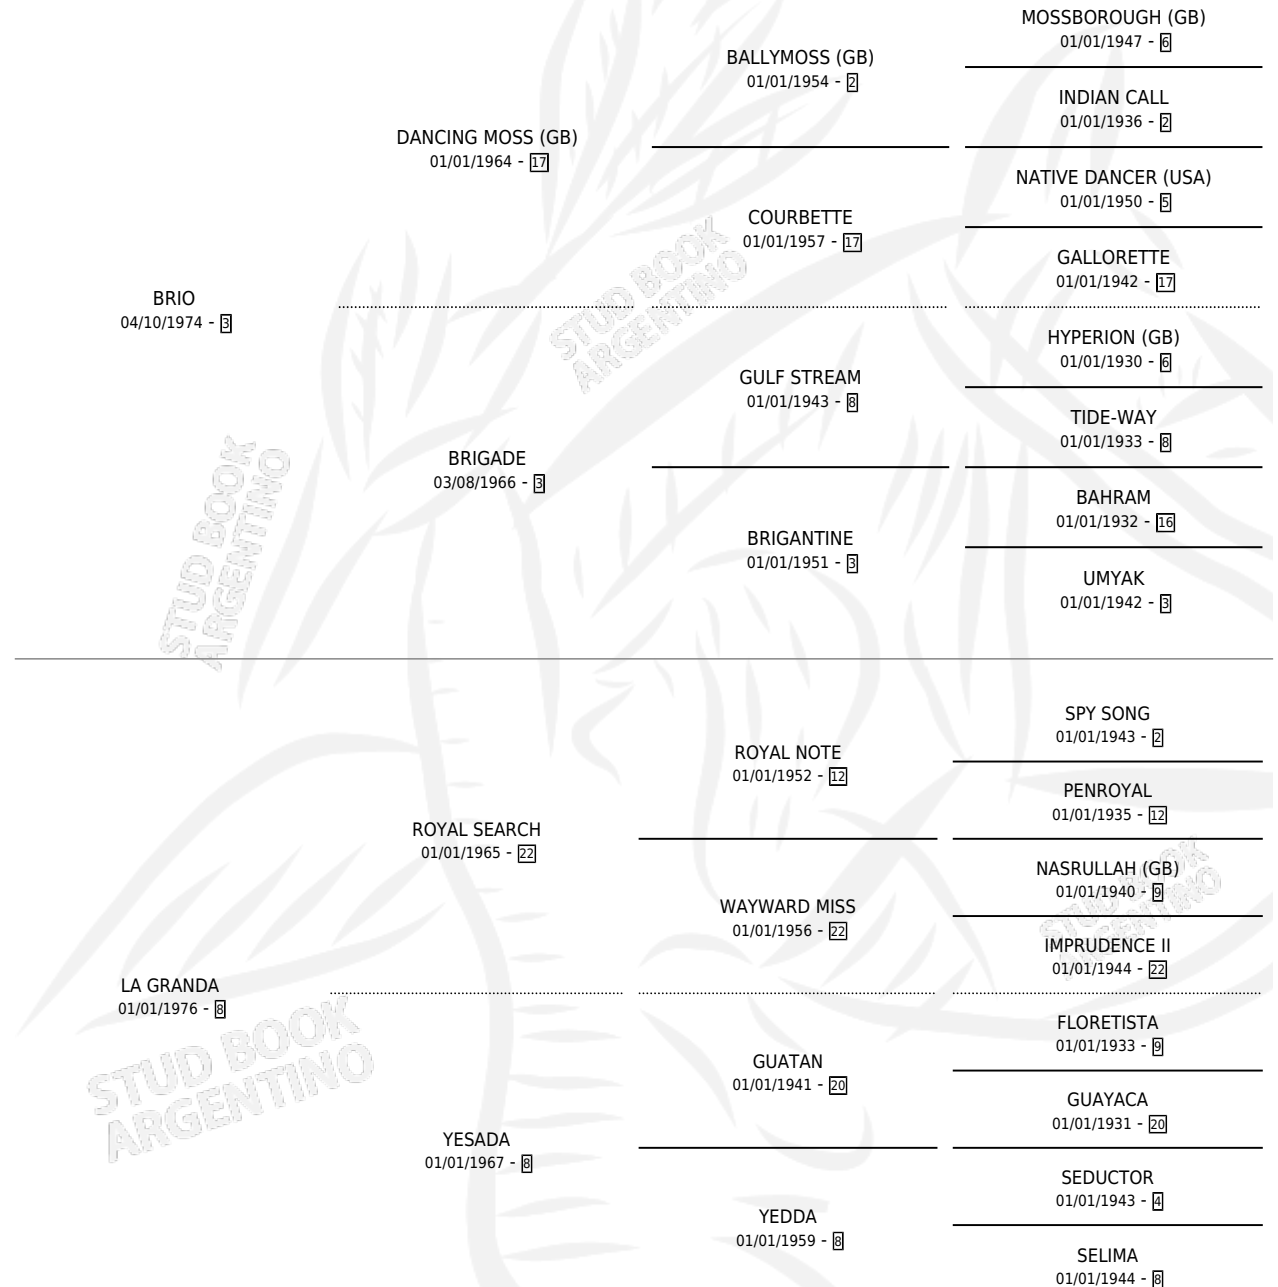 MOSSBOROUGH (GB)
01/01/1947 - 6
BALLYMOSS (GB)
01/01/1954 - 2
INDIAN CALL
01/01/1936 - 2
DANCING MOSS (GB)
01/01/1964 - 17
NATIVE DANCER (USA)
01/01/1950 - 5
COURBETTE
01/01/1957 - 17
GALLORETTE
01/01/1942 - 17
BRIO
04/10/1974 - 3
HYPERION (GB)
01/01/1930 - 6
GULF STREAM
01/01/1943 - 8
TIDE-WAY
01/01/1933 - 8
BRIGADE
03/08/1966 - 3
BAHRAM
01/01/1932 - 16
BRIGANTINE
01/01/1951 - 3
UMYAK
01/01/1942 - 3
STUD BOOK
ARGENTINO
STUD BOOK
ARGENTINO
SPY SONG
01/01/1943 - 2
ROYAL NOTE
01/01/1952 - 12
PENROYAL
01/01/1935 - 12
ROYAL SEARCH
01/01/1965 - 22
NASRULLAH (GB)
01/01/1940 - 9
WAYWARD MISS
01/01/1956 - 22
IMPRUDENCE II
01/01/1944 - 22
STUD BOOK
ARGENTINO
LA GRANDA
01/01/1976 - 8
FLORETISTA
01/01/1933 - 9
GUATAN
01/01/1941 - 20
GUAYACA
01/01/1931 - 20
YESADA
01/01/1967 - 8
SEDUCTOR
01/01/1943 - 4
YEDDA
01/01/1959 - 8
SELIMA
01/01/1944 - 8
STUD BOOK
ARGENTINO